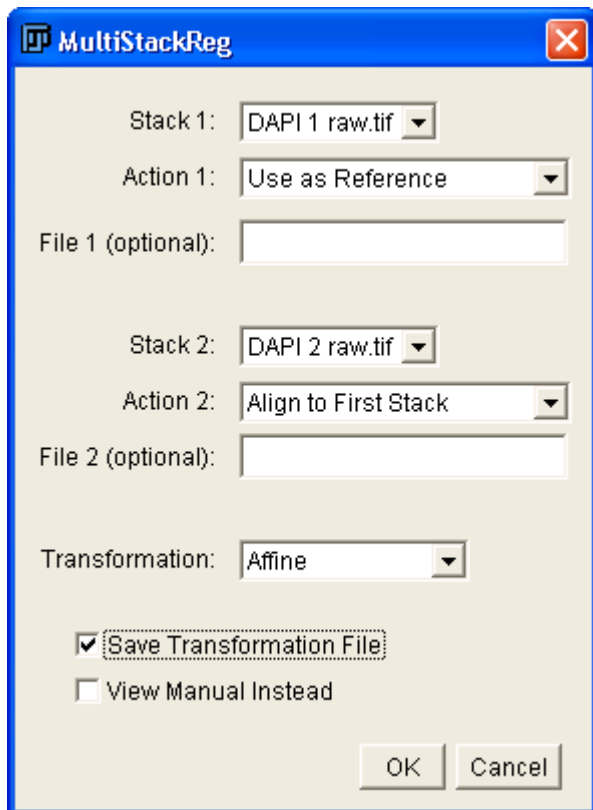 MultiStackReg
Stack 1: DAPI 1 raw.tif
Action 1: Use as Reference
File 1 (optional):
Stack 2: DAPI 2 raw.tif
Action 2: Align to First Stack
File 2 (optional):
Transformation: Affine
Save Transformation File
View Manual Instead
OK Cancel